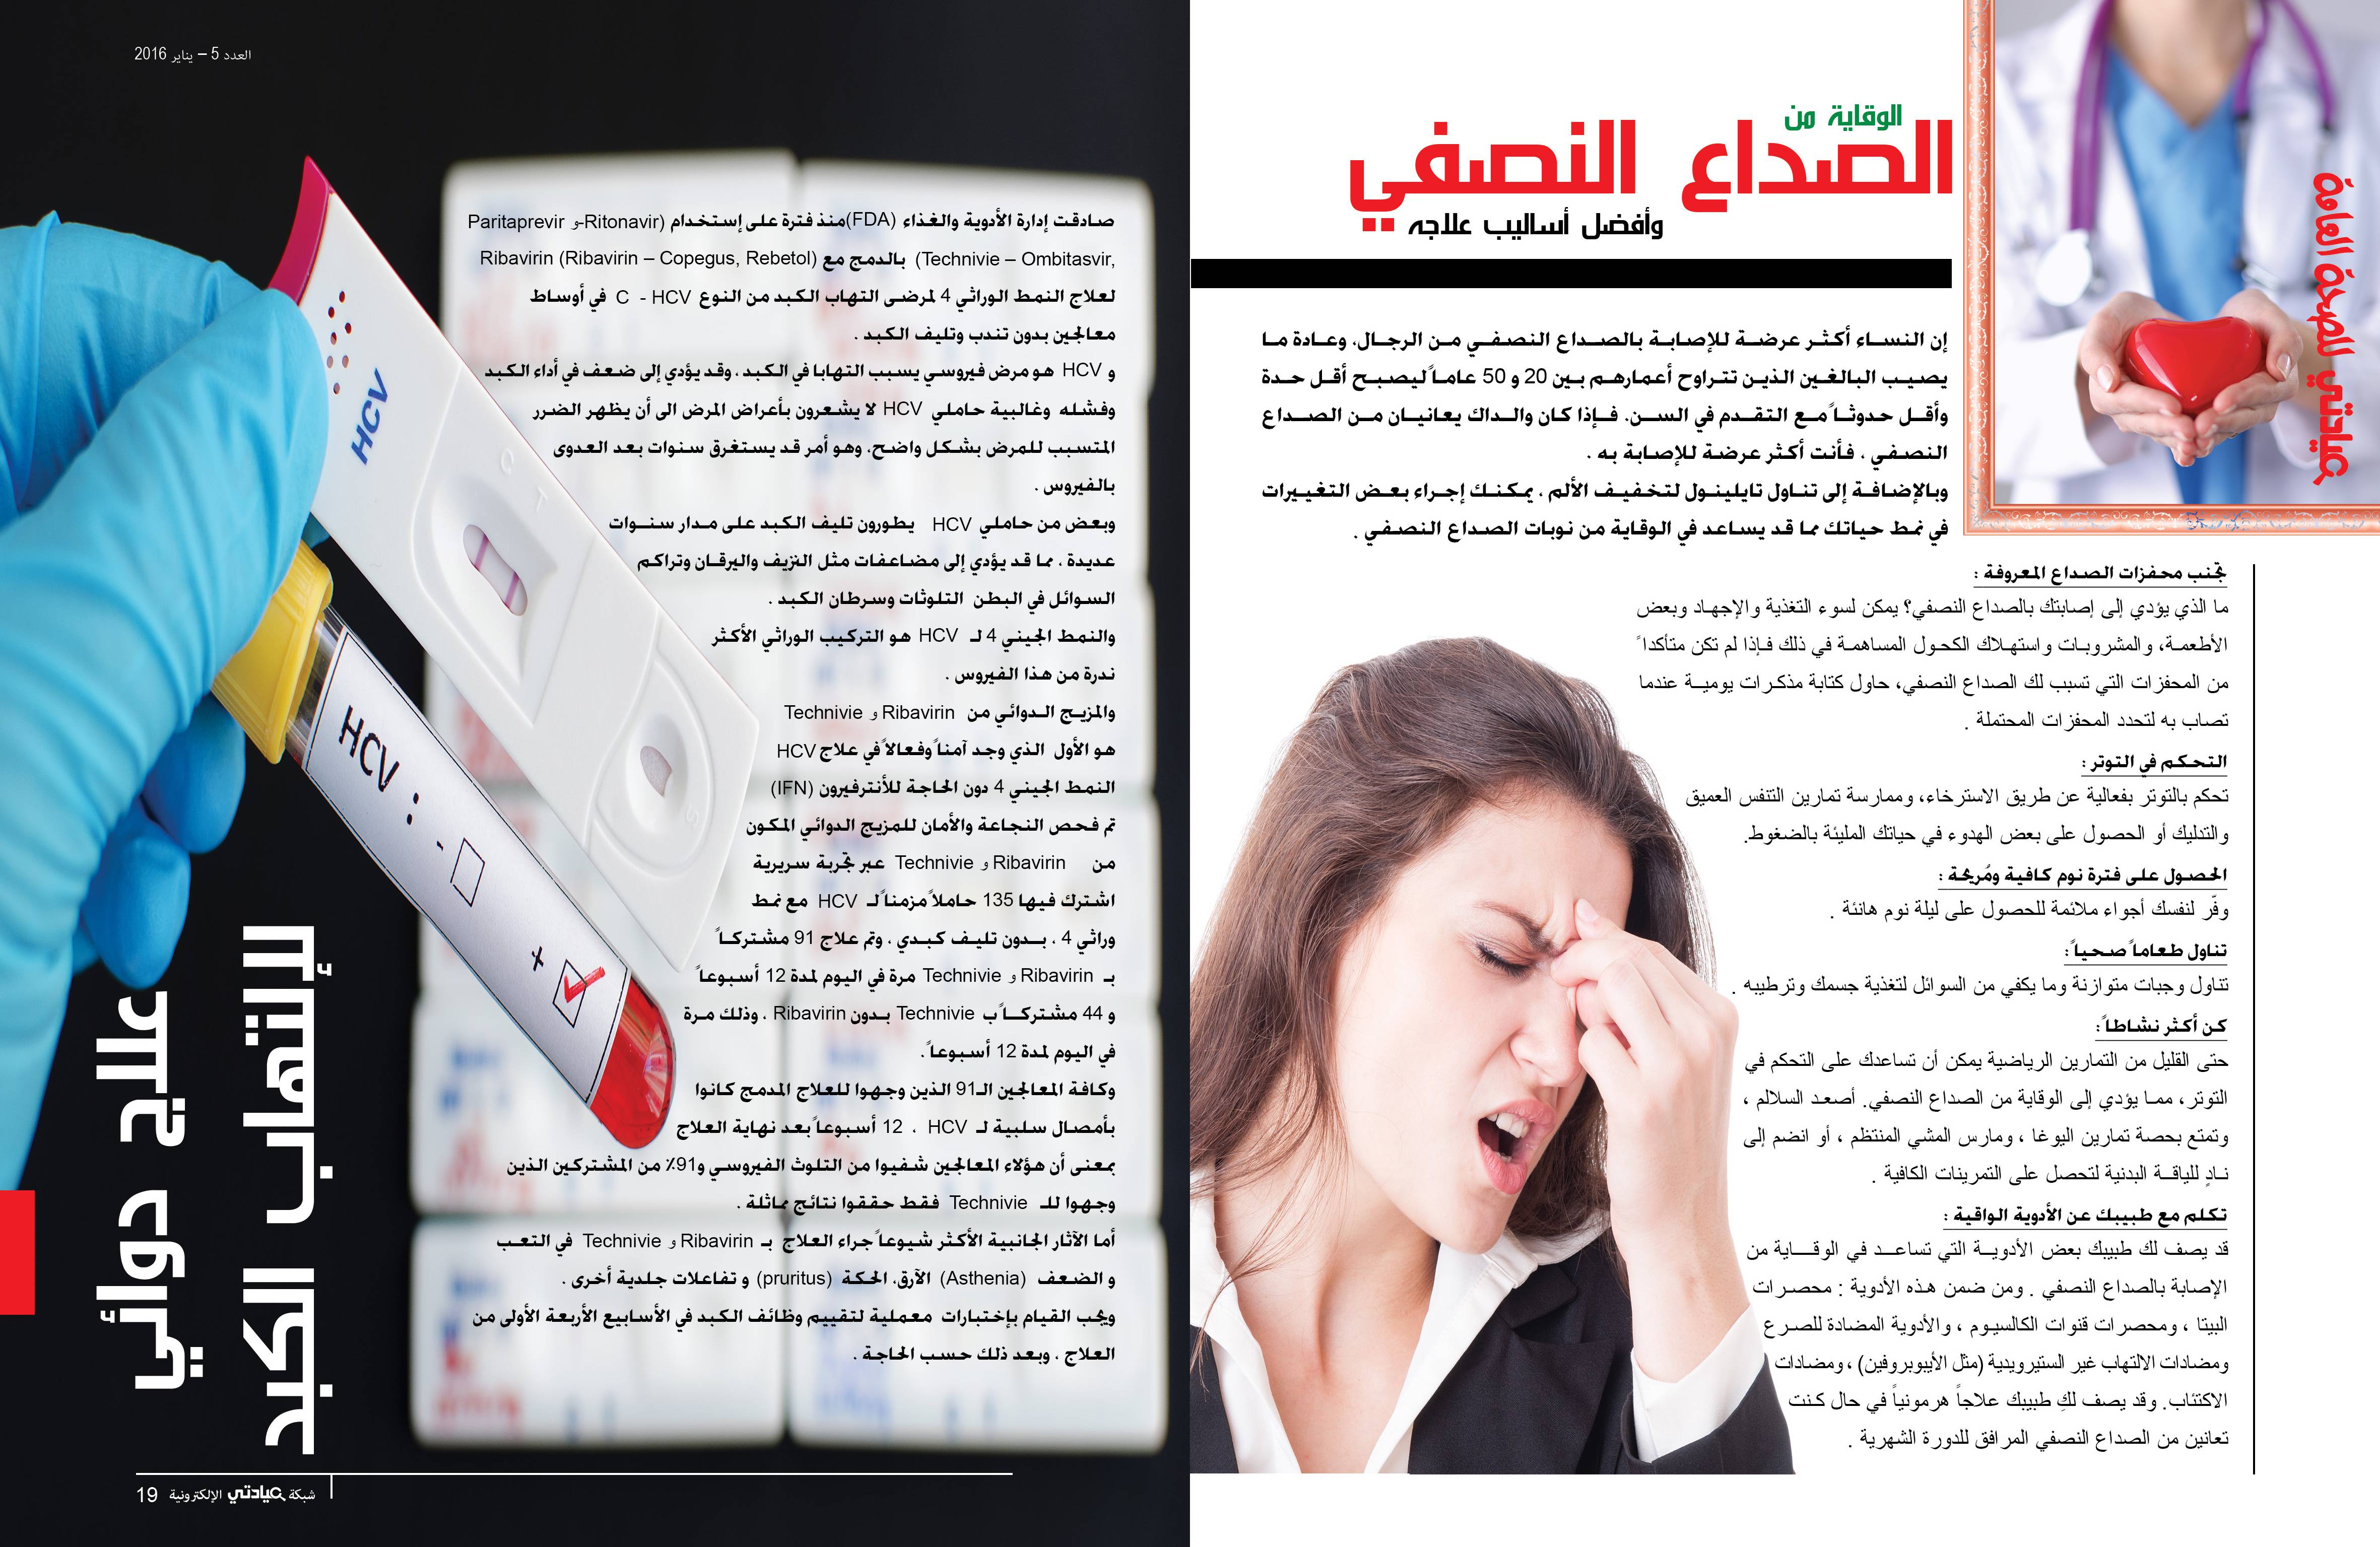 عيادتي للصحة العامة
الوقاية من
الصداع النصفي
وأفضل أساليب علاجه
إن النساء أكثر عرضة للإصابة بالصداع النصفي من الرجال، وعادة ما
يصيب البالغين الذين تتراوح أعمارهم بين 20 و 50 عاماً ليصبح أقل حدة
وأقل حدوثاً مع التقدم في السن. فإذا كان والداك يعانيان من الصداع
النصفي ، فأنت أكثر عرضة للإصابة به .
وبالإضافة إلى تناول تايلينول لتخفيف الألم ، يمكنك إجراء بعض التغييرات
في نمط حياتك مما قد يساعد في الوقاية من نوبات الصداع النصفي .
تجنب محفزات الصداع المعروفة :
ما الذي يؤدي إلى إصابتك بالصداع النصفي؟ يمكن لسوء التغذية والإجهاد وبعض
الأطعمة، والمشروبات واستهلاك الكحول المساهمة في ذلك فإذا لم تكن متأكداً
من المحفزات التي تسبب لك الصداع النصفي، حاول كتابة مذكرات يومية عندما
تصاب به لتحدد المحفزات المحتملة .
التحكم في التوتر :
تحكم بالتوتر بفعالية عن طريق الاسترخاء، وممارسة تمارين التنفس العميق
والتدليك أو الحصول على بعض الهدوء في حياتك المليئة بالضغوط.
الحصول على فترة نوم كافية ومُريحة :
وفّر لنفسك أجواء ملائمة للحصول على ليلة نوم هانئة .
تناول طعاماً صحياً:
تناول وجبات متوازنة وما يكفي من السوائل لتغذية جسمك وترطيبه .
كن أكثر نشاطاً:
حتى القليل من التمارين الرياضية يمكن أن تساعدك على التحكم في
التوتر، مما يؤدي إلى الوقاية من الصداع النصفي. أصعد السلالم ،
وتمتع بحصة تمارين اليوغا ، ومارس المشي المنتظم ، أو انضم إلى
نادٍ للياقة البدنية لتحصل على التمرينات الكافية .
تكلم مع طبيبك عن الأدوية الواقية :
قد يصف لك طبيبك بعض الأدوية التي تساعد في الوقاية من
الإصابة بالصداع النصفي . ومن ضمن هذه الأدوية : محصرات
البيتا ، ومحصرات قنوات الكالسيوم ، والأدوية المضادة للصرع
ومضادات الالتهاب غير الستيرويدية (مثل الأيبوبروفين) ، ومضادات
الاكتئاب. وقد يصف لكِ طبيبك علاجاً هرمونياً في حال كنت
تعانين من الصداع النصفي المرافق للدورة الشهرية .
العدد 5 – يناير 2016
علاج دوائي
لإلتهاب الكبد
صادقت إدارة الأدوية والغذاء (FDA)منذ فترة على إستخدام (Ritonavir-و Paritaprevir
Technivie – Ombitasvir,) بالدمج مع Ribavirin (Ribavirin – Copegus, Rebetol)
لعلاج النمط الوراثي 4 لمرضى التهاب الكبد من النوع C - HCV في أوساط
معالجين بدون تندب وتليف الكبد .
و HCV هو مرض فيروسي يسبب التهابا في الكبد ، وقد يؤدي إلى ضعف في أداء الكبد
وفشله وغالبية حاملي HCV لا يشعرون بأعراض المرض الى أن يظهر الضرر
المتسبب للمرض بشكل واضح، وهو أمر قد يستغرق سنوات بعد العدوى
بالفيروس .
وبعض من حاملي HCV يطورون تليف الكبد على مدار سنوات
عديدة ، مما قد يؤدي إلى مضاعفات مثل النزيف واليرقان وتراكم
السوائل في البطن التلوثات وسرطان الكبد .
والنمط الجيني 4 لـ HCV هو التركيب الوراثي الأكثر
ندرة من هذا الفيروس .
والمزيج الدوائي من Ribavirin و Technivie
هو الأول الذي وجد آمناً وفعالاً في علاج HCV
النمط الجيني 4 دون الحاجة للأنترفيرون (IFN)
تم فحص النجاعة والأمان للمزيج الدوائي المكون
من Ribavirin و Technivie عبر تجربة سريرية
اشترك فيها 135 حاملاً مزمناً لـ HCV مع نمط
وراثي 4 ، بدون تليف كبدي ، وتم علاج 91 مشتركاً
بـ Ribavirin و Technivie مرة في اليوم لمدة 12 أسبوعاً
و 44 مشتركاً ب Technivie بدون Ribavirin ، وذلك مرة
في اليوم لمدة 12 أسبوعاً.
وكافة المعالجين الـ91 الذين وجهوا للعلاج المدمج كانوا
بأمصال سلبية لـ HCV ، 12 أسبوعاً بعد نهاية العلاج
بمعنى أن هؤلاء المعالجين شفيوا من التلوث الفيروسي و91٪ من المشتركين الذين
وجهوا للـ Technivie فقط حققوا نتائج مماثلة .
أما الآثار الجانبية الأكثر شيوعاً جراء العلاج بـ Ribavirin و Technivie في التعب
و الضعف (Asthenia) الآرق، الحكة (pruritus) و تفاعلات جلدية أخرى .
ويجب القيام بإختبارات معملية لتقييم وظائف الكبد في الأسابيع الأربعة الأولى من
العلاج ، وبعد ذلك حسب الحاجة .
HCV
C
T
S
HCV :
-
+
شبكة عيادتي الإلكترونية 19